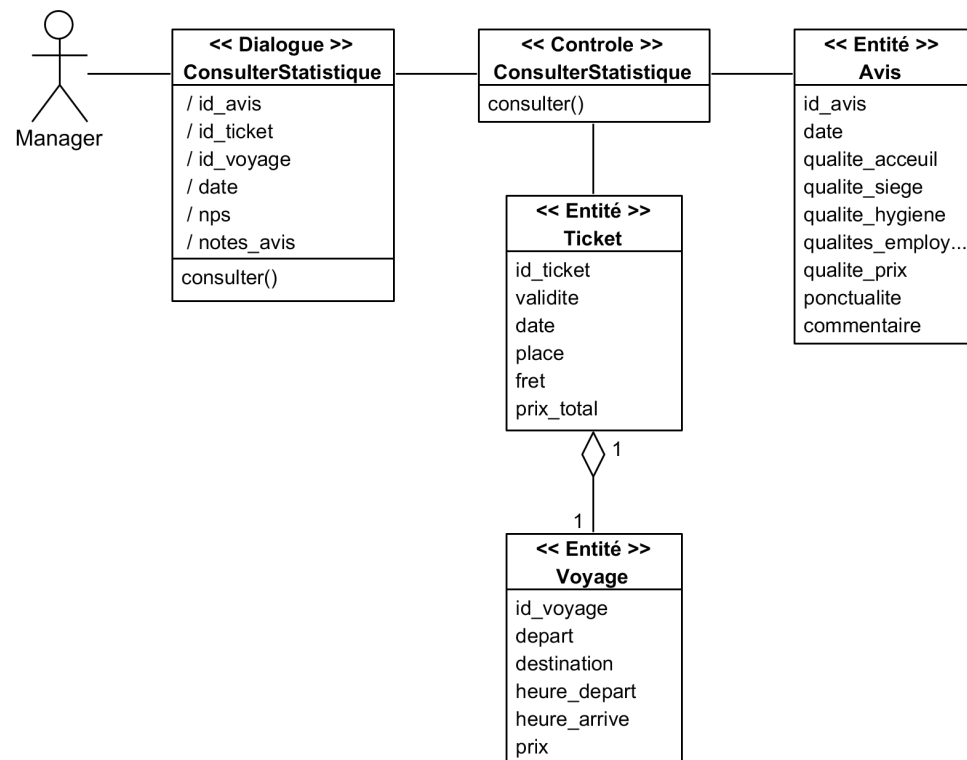 Manager
<< Dialogue >>
ConsulterStatistique
/ id_avis
/ id_ticket
/ id_voyage
/ date
/ nps
/ notes_avis
consulter()
<< Controle >>
ConsulterStatistique
consulter()
<< Entité >>
Avis
id_avis
date
qualite_acceuil
qualite_siege
qualite_hygiene
qualites_employ...
qualite_prix
ponctualite
commentaire
<< Entité >>
Ticket
id_ticket
validite
date
place
fret
prix_total
1
1
<< Entité >>
Voyage
id_voyage
depart
destination
heure_depart
heure_arrive
prix